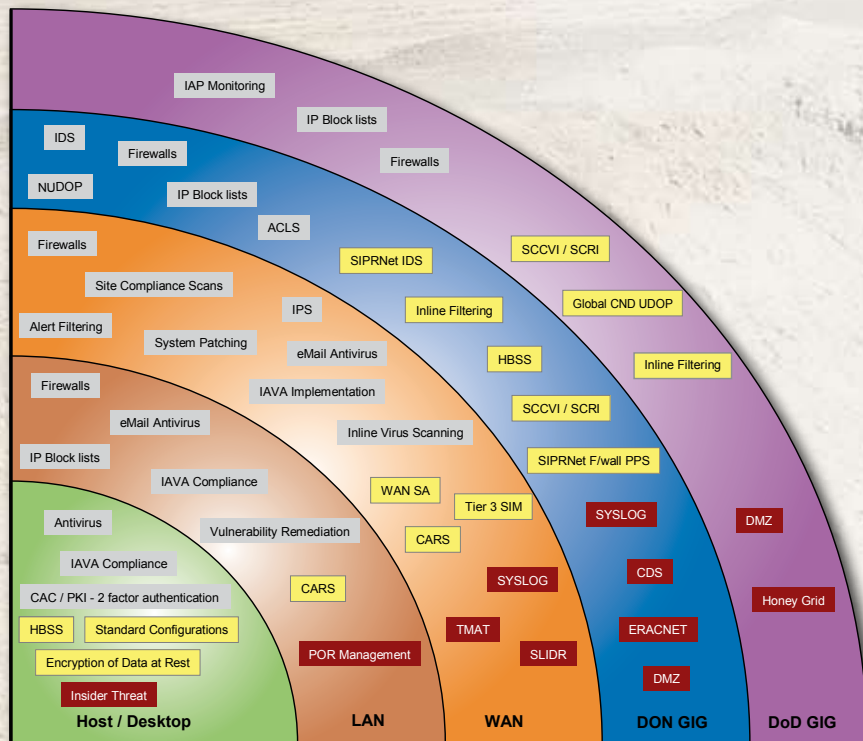 IAP Monitoring
IP Block lists
Firewalls
SCCVI / SCRI
Global CND UDOP
Inline Filtering
DMZ
Honey Grid
DoD GIG
IDS
Firewalls
NUDOP
IP Block lists
ACLS
SIPRNet IDS
Inline Filtering
HBSS
SCCVI / SCRI
SIPRNet F/wall PPS
SYSLOG
CDS
ERACNET
DMZ
DON GIG
Firewalls
Site Compliance Scans
IPS
Alert Filtering
System Patching
eMail Antivirus
IAVA Implementation
Inline Virus Scanning
WAN SA
Tier 3 SIM
CARS
SYSLOG
TMAT
SLIDR
WAN
Firewalls
eMail Antivirus
IP Block lists
IAVA Compliance
Vulnerability Remediation
CARS
POR Management
LAN
Antivirus
IAVA Compliance
CAC / PKI - 2 factor authentication
HBSS
Standard Configurations
Encryption of Data at Rest
Insider Threat
Host / Desktop